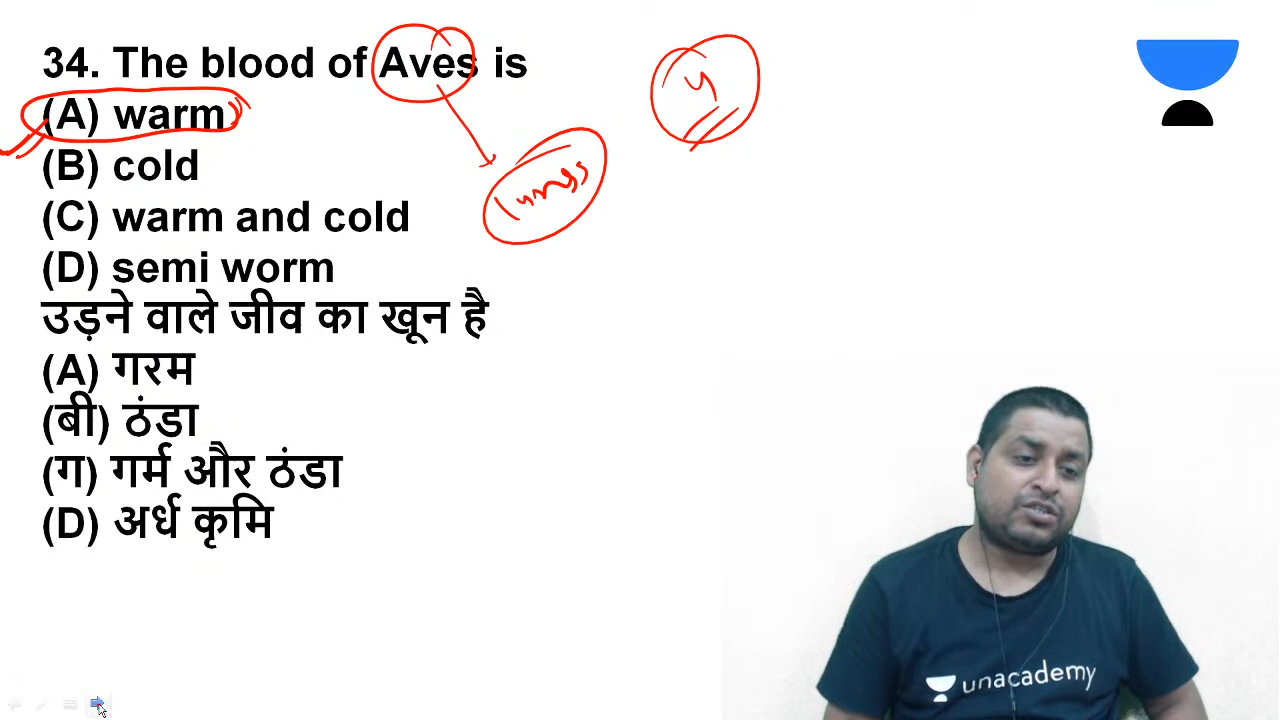 34. The blood of Aves is
(A) warm
(B) cold
(C) warm and cold
(D) semi worm
उड़ने वाले जीव का खून है
(A) गरम
(बी) ठंडा
(ग) गर्म और ठंडा
(D) अर्ध कृमि
4
lungs
unacademy